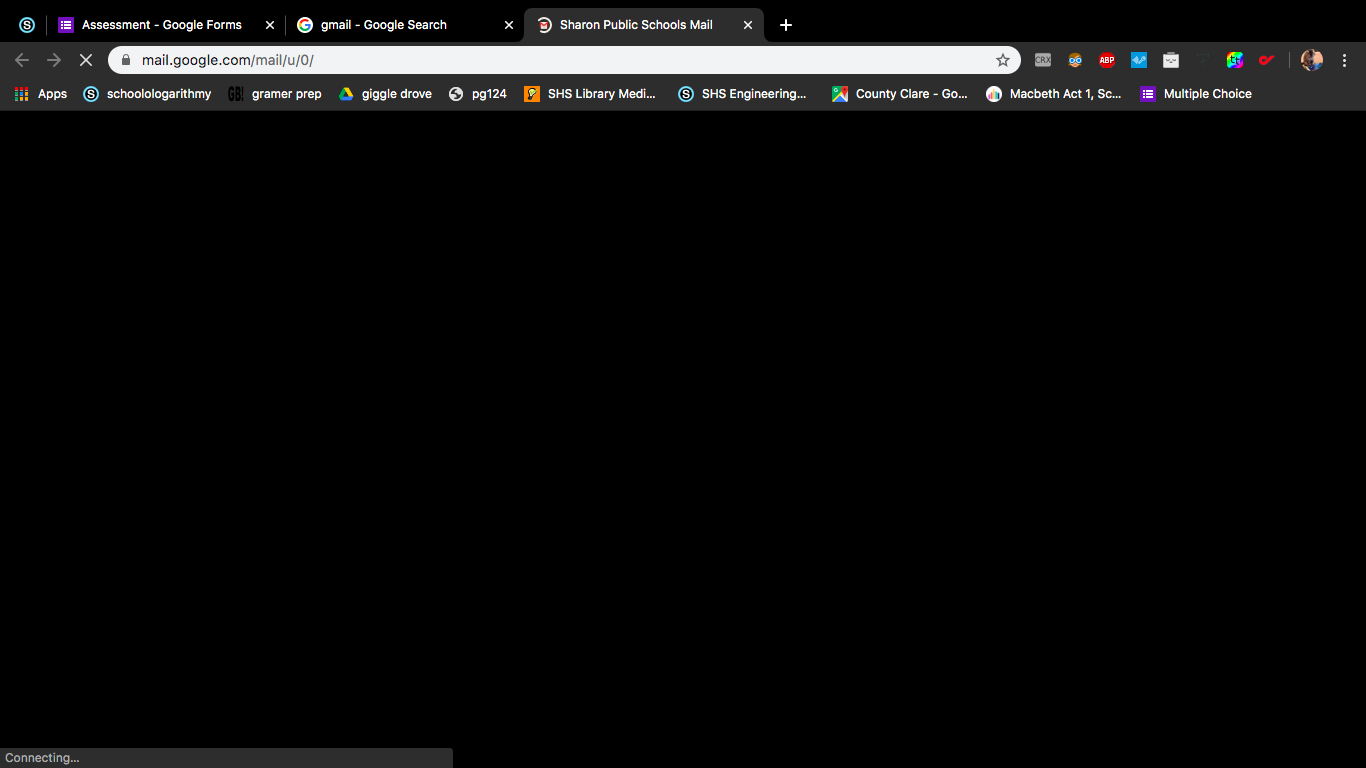 Assessment - Google Forms gmail - Google Search Sharon Public Schools Mail
mail.google.com/mail/u/0/ CRX ABP
Apps schoolologarithmy GB! gramer prep giggle drove pg124 SHS Library Medi... SHS Engineering... County Clare - Go... Macbeth Act 1, Sc... Multiple Choice
Connecting...